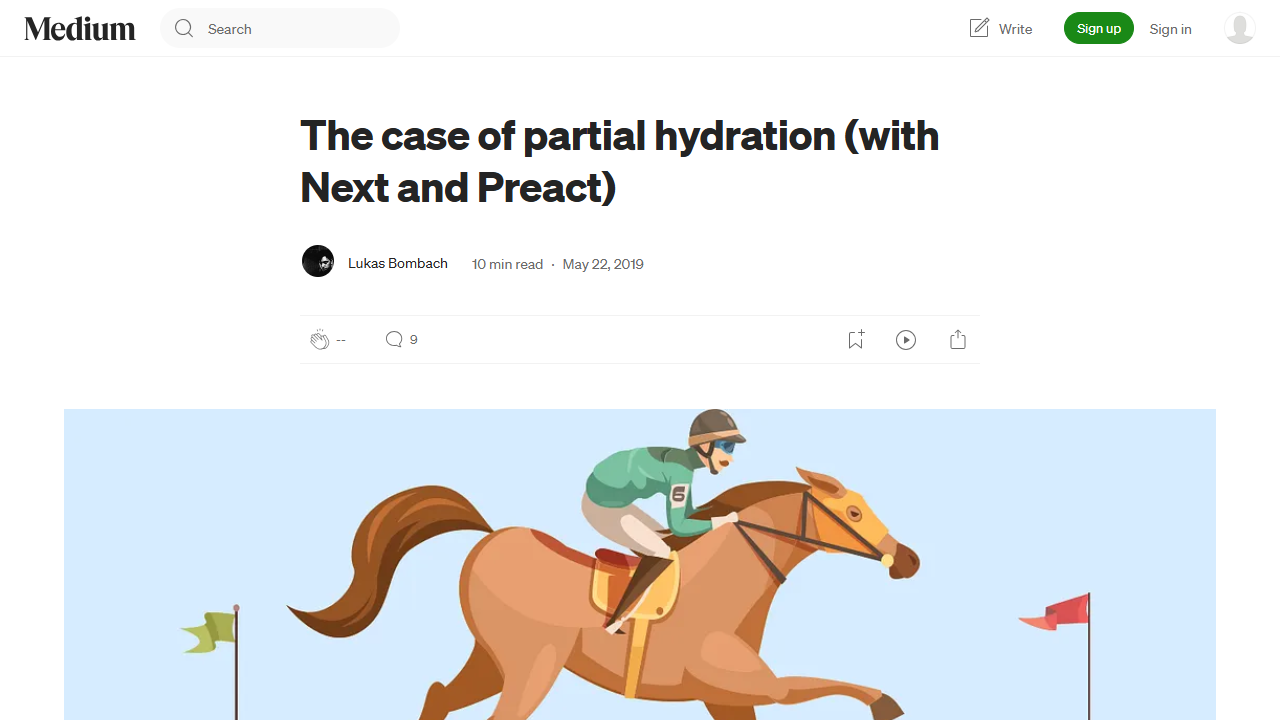 Medium
Search
Write
Sign up
Sign in
The case of partial hydration (with
Next and Preact)
Lukas Bombach
10 min read · May 22, 2019
--
9
6